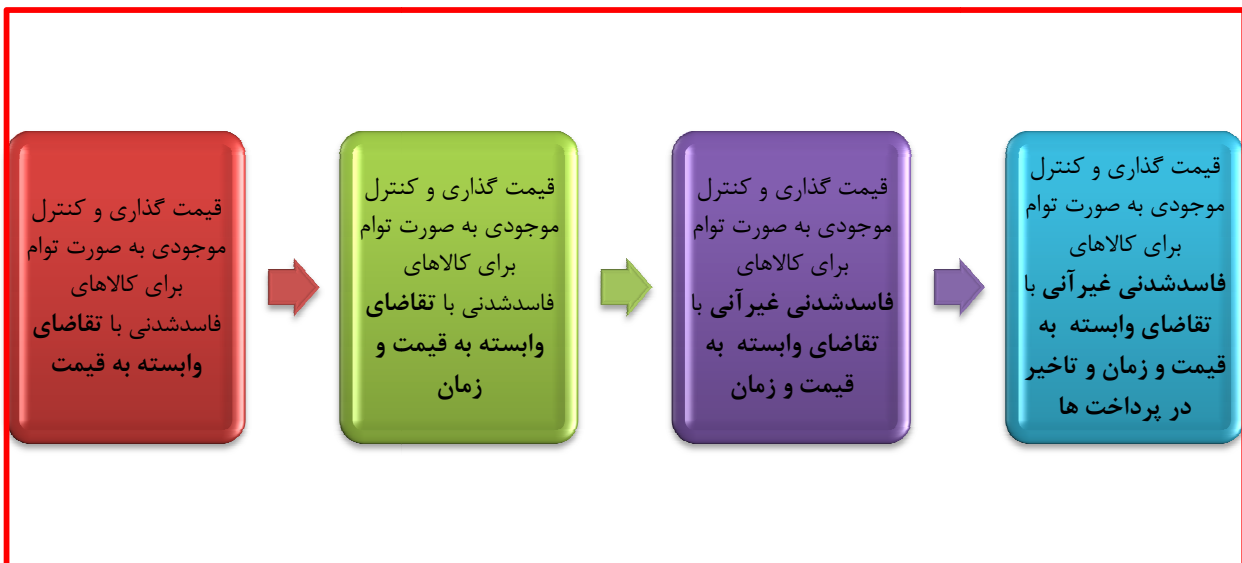 قیمت گذاری و کنترل
موجودی به صورت توام
برای کالاهای
فاسدشدنی با تقاضای
وابسته به قیمت
قیمت گذاری و کنترل
موجودی به صورت توام
برای کالاهای
فاسدشدنی با تقاضای
وابسته به قیمت و
زمان
قیمت گذاری و کنترل
موجودی به صورت توام
برای کالاهای
فاسدشدنی غیرآنی با
تقاضای وابسته به
قیمت و زمان
قیمت گذاری و کنترل
موجودی به صورت توام
برای کالاهای
فاسدشدنی غیرآنی با
تقاضای وابسته به
قیمت و زمان و تاخیر
در پرداخت ها